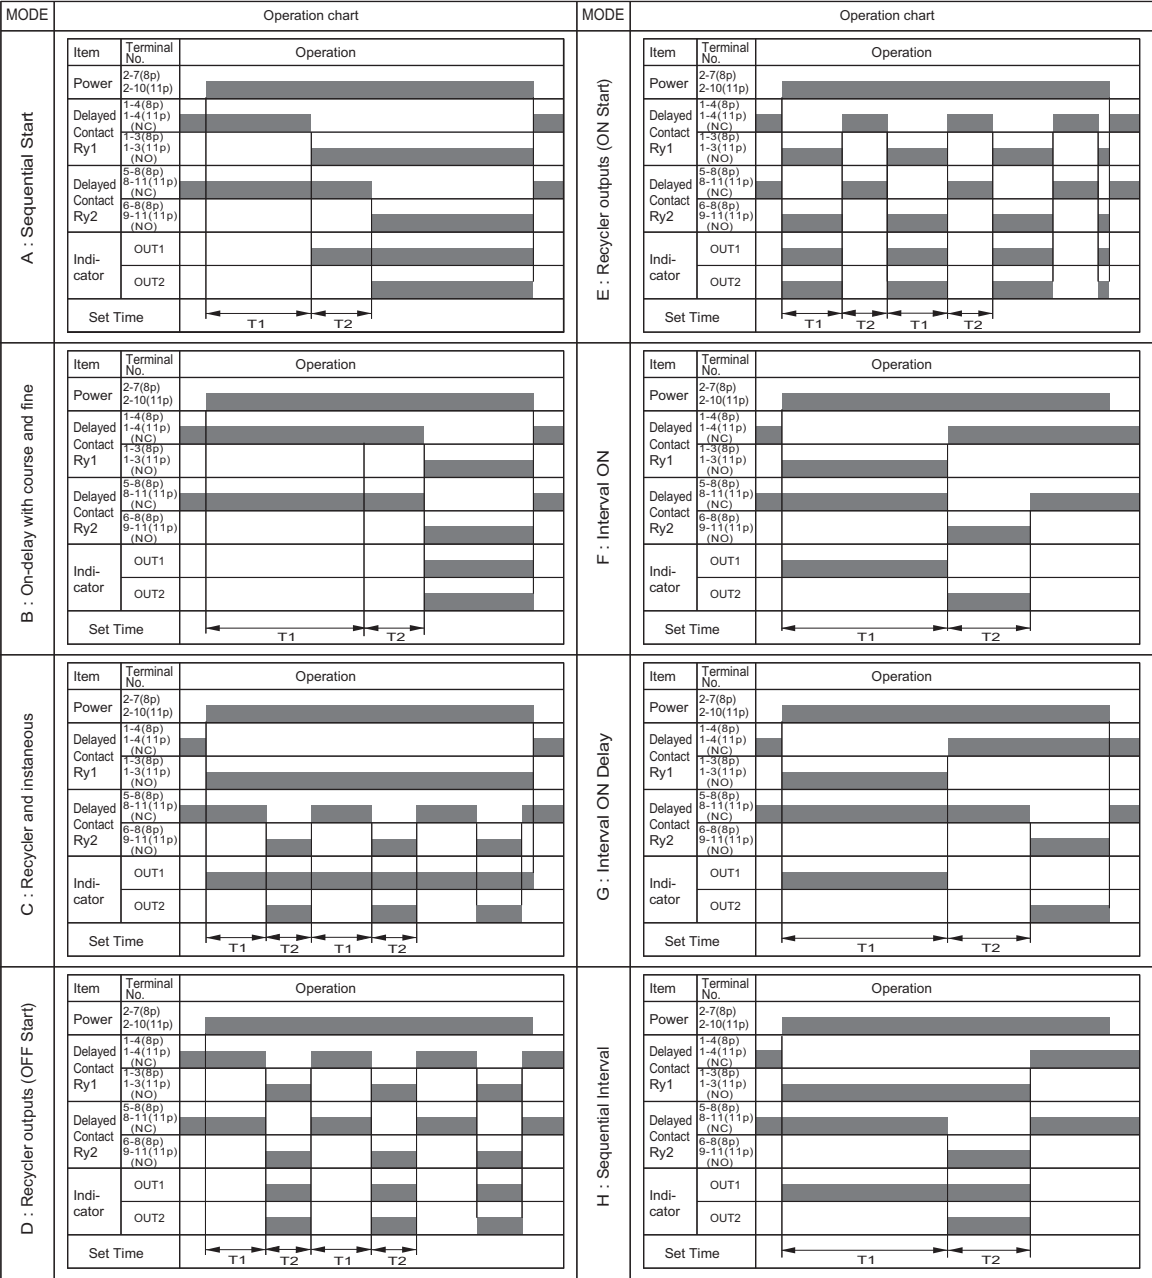 MODE
Operation chart
MODE
Operation chart
A : Sequential Start
Item
Terminal
No.
Operation
Power
2-7(8p)
2-10(11p)
Delayed
Contact
Ry1
1-4(8p)
1-4(11p)
(NC)
1-3(8p)
1-3(11p)
(NO)
Delayed
Contact
Ry2
5-8(8p)
8-11(11p)
(NC)
6-8(8p)
9-11(11p)
(NO)
Indi-
cator
OUT1
OUT2
Set Time
T1
T2
B : On-delay with course and fine
Item
Terminal
No.
Operation
Power
2-7(8p)
2-10(11p)
Delayed
Contact
Ry1
1-4(8p)
1-4(11p)
(NC)
1-3(8p)
1-3(11p)
(NO)
Delayed
Contact
Ry2
5-8(8p)
8-11(11p)
(NC)
6-8(8p)
9-11(11p)
(NO)
Indi-
cator
OUT1
OUT2
Set Time
T1
T2
C : Recycler and instaneous
Item
Terminal
No.
Operation
Power
2-7(8p)
2-10(11p)
Delayed
Contact
Ry1
1-4(8p)
1-4(11p)
(NC)
1-3(8p)
1-3(11p)
(NO)
Delayed
Contact
Ry2
5-8(8p)
8-11(11p)
(NC)
6-8(8p)
9-11(11p)
(NO)
Indi-
cator
OUT1
OUT2
Set Time
T1
T2
T1
T2
D : Recycler outputs (OFF Start)
Item
Terminal
No.
Operation
Power
2-7(8p)
2-10(11p)
Delayed
Contact
Ry1
1-4(8p)
1-4(11p)
(NC)
1-3(8p)
1-3(11p)
(NO)
Delayed
Contact
Ry2
5-8(8p)
8-11(11p)
(NC)
6-8(8p)
9-11(11p)
(NO)
Indi-
cator
OUT1
OUT2
Set Time
T1
T2
T1
T2
E : Recycler outputs (ON Start)
Item
Terminal
No.
Operation
Power
2-7(8p)
2-10(11p)
Delayed
Contact
Ry1
1-4(8p)
1-4(11p)
(NC)
1-3(8p)
1-3(11p)
(NO)
Delayed
Contact
Ry2
5-8(8p)
8-11(11p)
(NC)
6-8(8p)
9-11(11p)
(NO)
Indi-
cator
OUT1
OUT2
Set Time
T1
T2
T1
T2
F : Interval ON
Item
Terminal
No.
Operation
Power
2-7(8p)
2-10(11p)
Delayed
Contact
Ry1
1-4(8p)
1-4(11p)
(NC)
1-3(8p)
1-3(11p)
(NO)
Delayed
Contact
Ry2
5-8(8p)
8-11(11p)
(NC)
6-8(8p)
9-11(11p)
(NO)
Indi-
cator
OUT1
OUT2
Set Time
T1
T2
G : Interval ON Delay
Item
Terminal
No.
Operation
Power
2-7(8p)
2-10(11p)
Delayed
Contact
Ry1
1-4(8p)
1-4(11p)
(NC)
1-3(8p)
1-3(11p)
(NO)
Delayed
Contact
Ry2
5-8(8p)
8-11(11p)
(NC)
6-8(8p)
9-11(11p)
(NO)
Indi-
cator
OUT1
OUT2
Set Time
T1
T2
H : Sequential Interval
Item
Terminal
No.
Operation
Power
2-7(8p)
2-10(11p)
Delayed
Contact
Ry1
1-4(8p)
1-4(11p)
(NC)
1-3(8p)
1-3(11p)
(NO)
Delayed
Contact
Ry2
5-8(8p)
8-11(11p)
(NC)
6-8(8p)
9-11(11p)
(NO)
Indi-
cator
OUT1
OUT2
Set Time
T1
T2